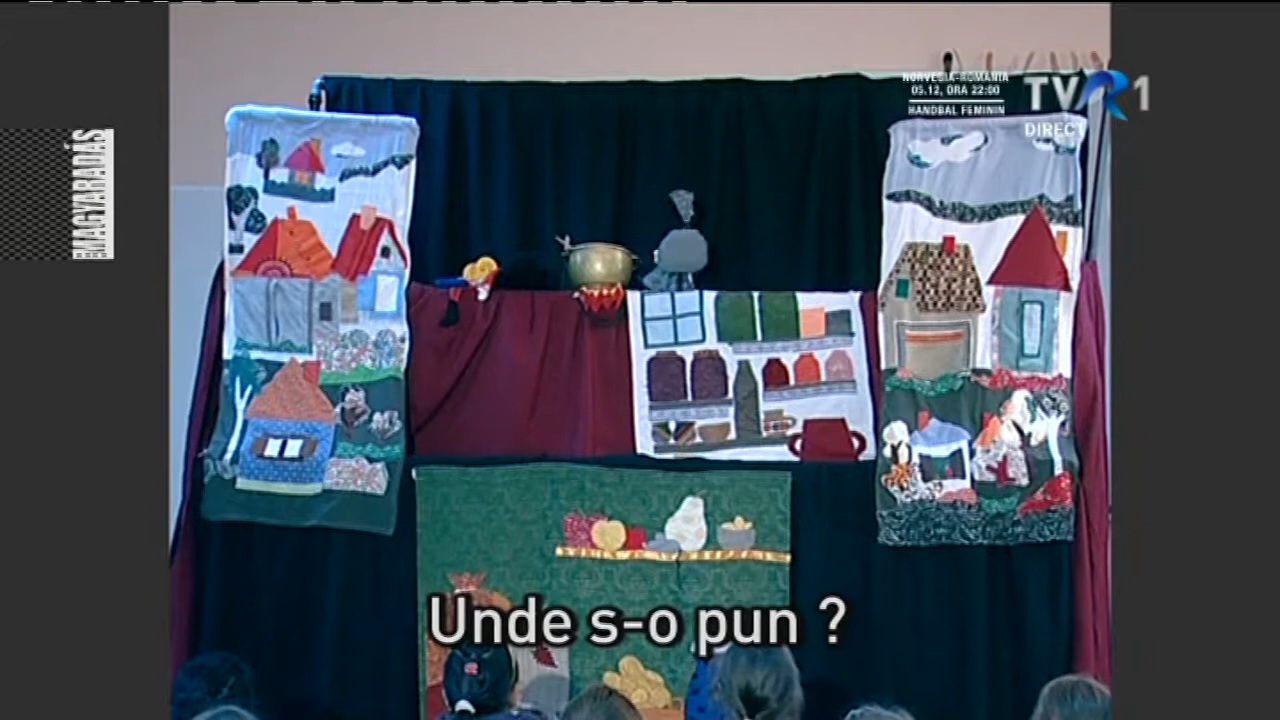 MAGYARADÁS
NORVEGIA-ROMANIA
05.12, ORA 22:00
HANDBAL FEMININ
TVR1
DIRECT
Unde s-o pun ?